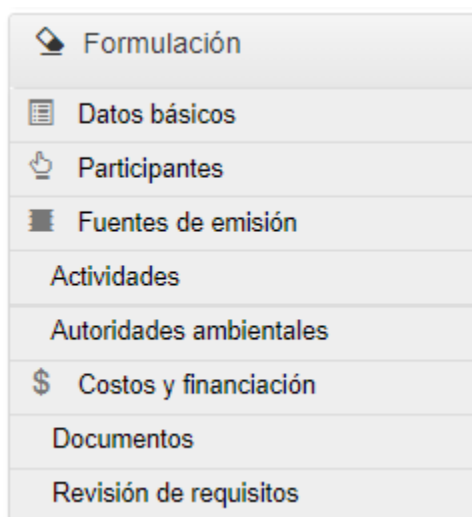 Formulación
Datos básicos
Participantes
Fuentes de emisión
Actividades
Autoridades ambientales
$ Costos y financiación
Documentos
Revisión de requisitos